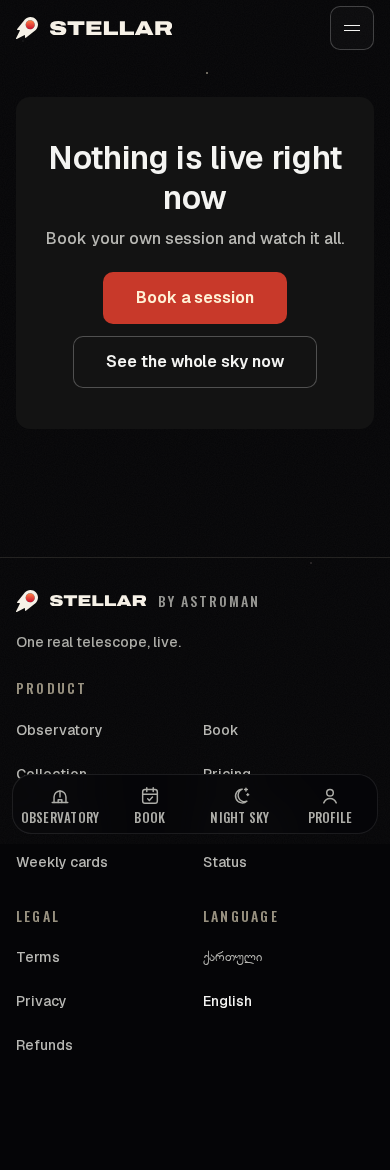 STELLAR
Nothing is live right
now
Book your own session and watch it all.
Book a session
See the whole sky now
STELLAR BY ASTROMAN
One real telescope, live.
PRODUCT
Observatory
Book
Collection
Pricing
OBSERVATORY
BOOK
NIGHT SKY
PROFILE
Weekly cards
Status
LEGAL
LANGUAGE
Terms
ქართული
Privacy
English
Refunds